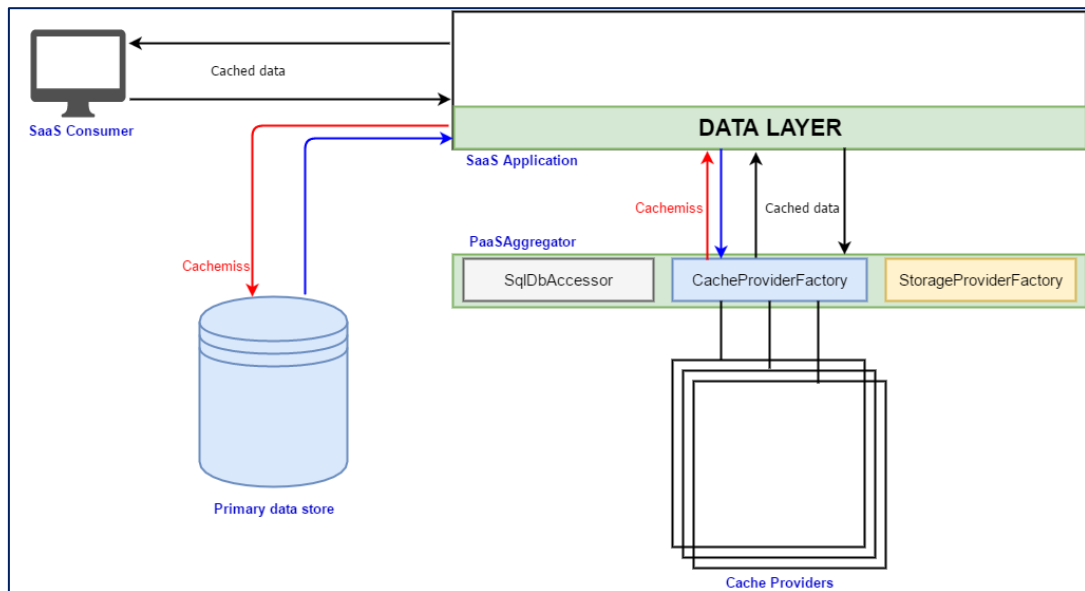 Cached data
SaaS Consumer
DATA LAYER
SaaS Application
Cachemiss
Cached data
PaaSAggregator
Cachemiss
SqlDbAccessor
CacheProviderFactory
StorageProviderFactory
Primary data store
Cache Providers